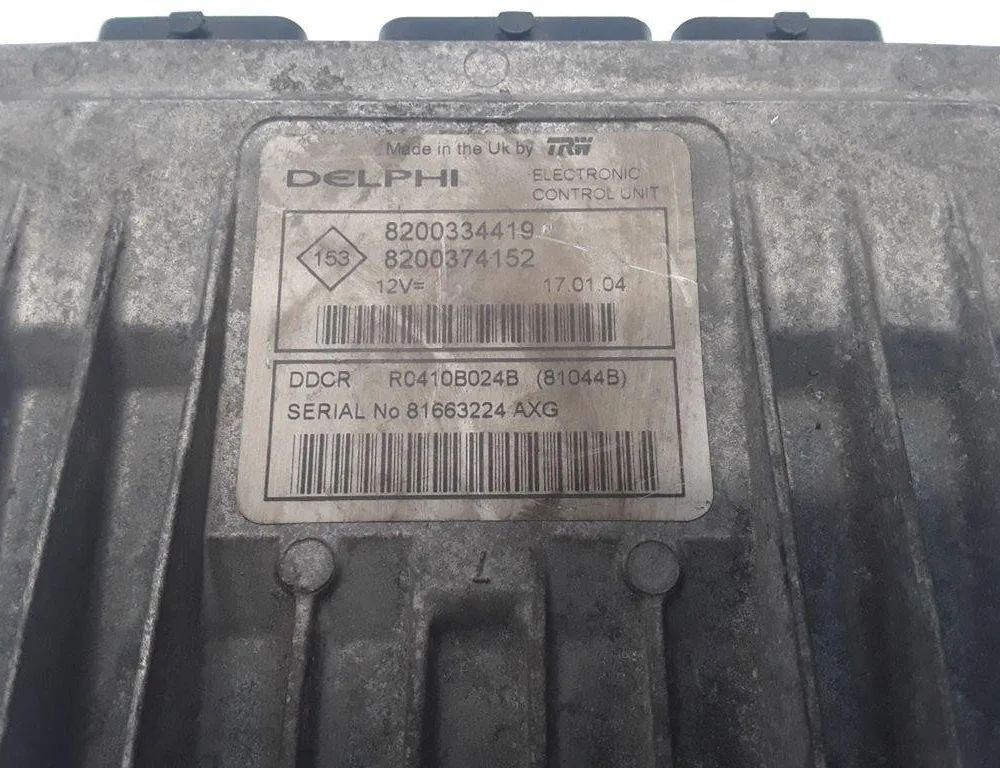 Made in the Uk by TRW
DELPHI
ELECTRONIC
CONTROL UNIT
153
8200334419
8200374152
12V= 17.01.04
DDCR R0410B024B (81044B)
SERIAL No 81663224 AXG